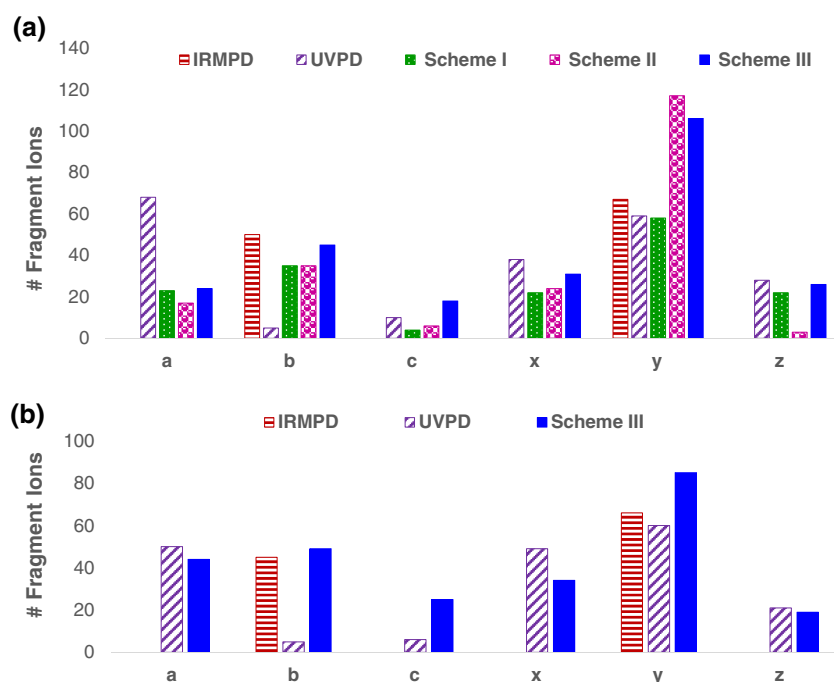 (a)
140
IRMPD UVPD Scheme I Scheme II Scheme III
120
100
80
60
40
20
0
# Fragment Ions
a b c x y z
(b)
IRMPD UVPD Scheme III
100
80
60
40
20
0
# Fragment Ions
a b c x y z